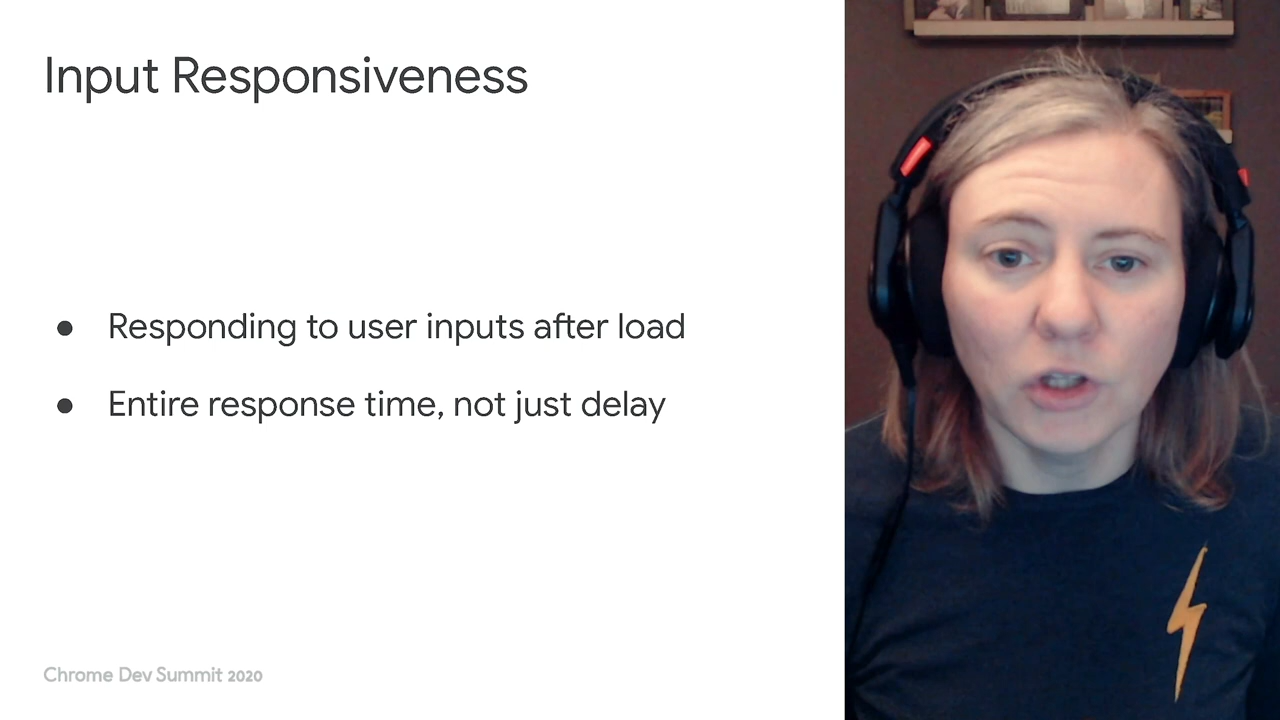 Input Responsiveness
● Responding to user inputs after load
● Entire response time, not just delay
Chrome Dev Summit 2020